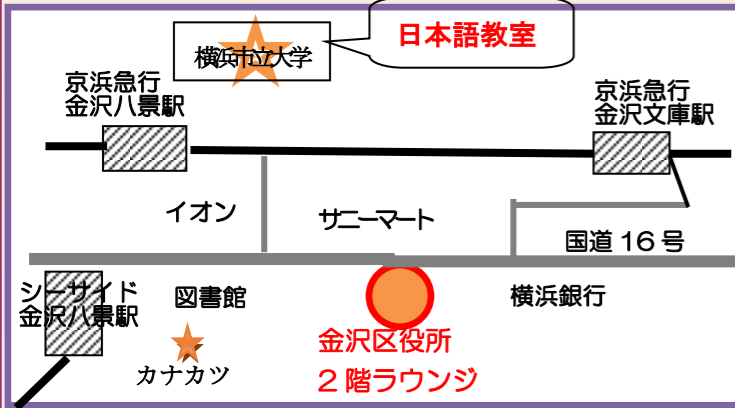 横浜市立大学
日本語教室
京浜急行
金沢八景駅
京浜急行
金沢文庫駅
イオン
サニーマート
国道16号
シーサイド
金沢八景駅
図書館
横浜銀行
カナカツ
金沢区役所
2階ラウンジ